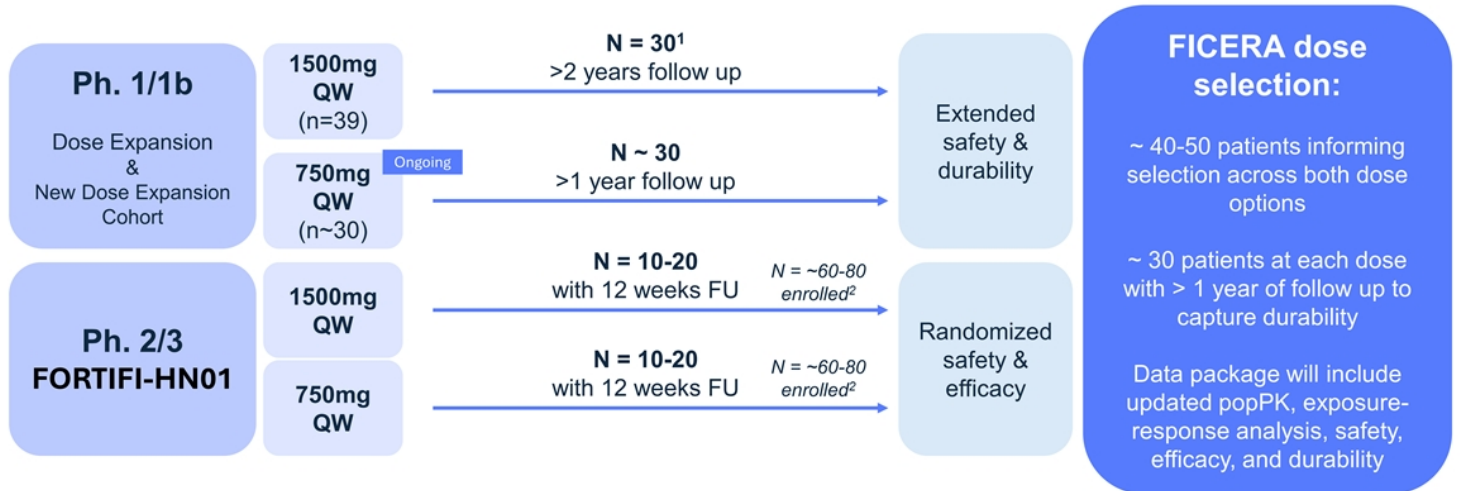 Ph. 1/1b
Dose Expansion
&
New Dose Expansion
Cohort
1500mg
QW
(n=39)
750mg
QW
(n~30)
Ongoing
N = 30¹
>2 years follow up
N ~ 30
>1 year follow up
Extended
safety &
durability
Ph. 2/3
FORTIFI-HN01
1500mg
QW
750mg
QW
N = 10-20
with 12 weeks FU
N = ~60-80
enrolled²
N = 10-20
with 12 weeks FU
N = ~60-80
enrolled²
Randomized
safety &
efficacy
FICERA dose
selection:
~ 40-50 patients informing
selection across both dose
options
~ 30 patients at each dose
with > 1 year of follow up to
capture durability
Data package will include
updated popPK, exposure-
response analysis, safety,
efficacy, and durability